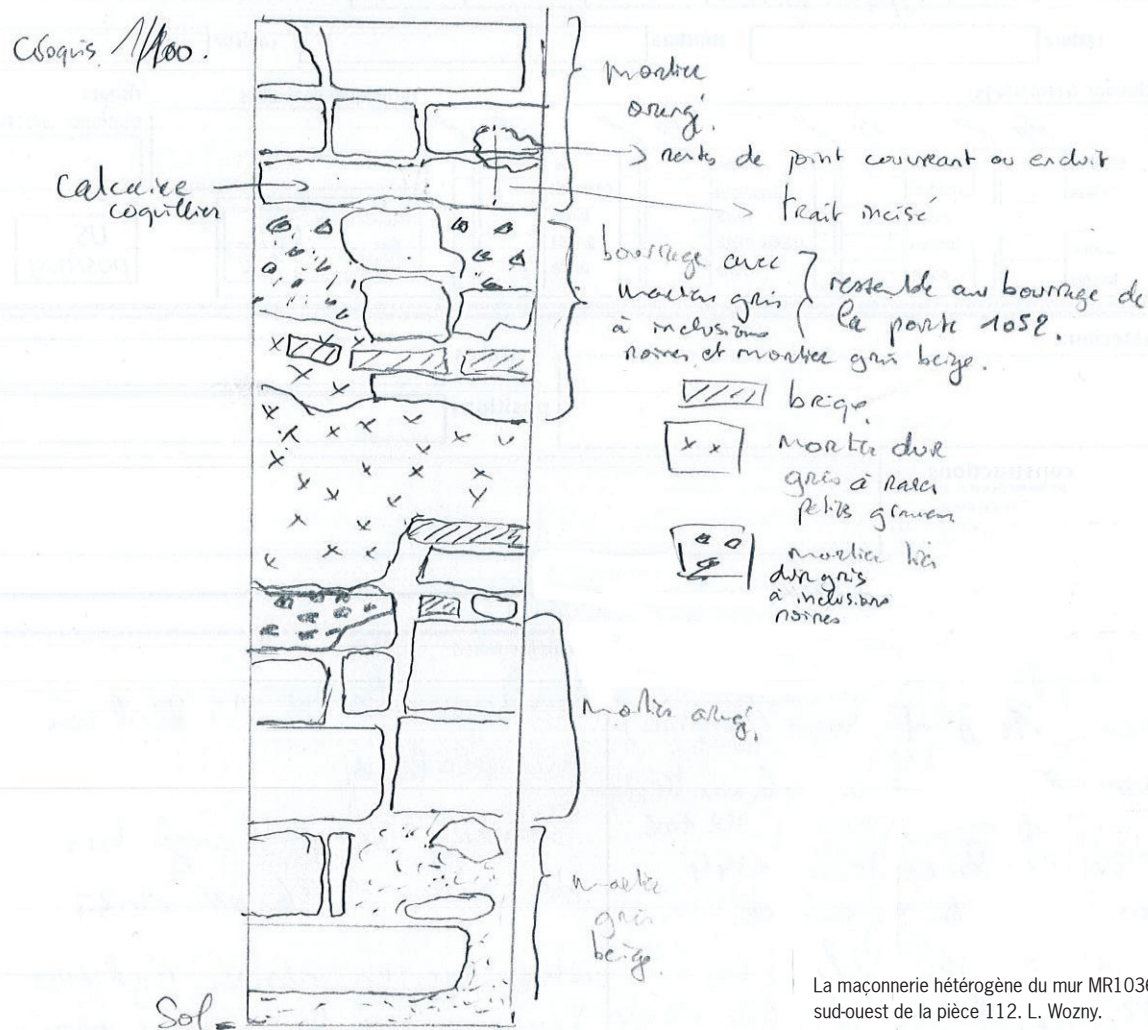 Croquis 1/100.
mortier
orangé.
restes de joint couvrant ou enduit
trait incisé
Calcaire
coquillier
bourrage avec
mortier gris
à inclusions
noires et mortier gris beige.
ressemble au bourrage de
la porte 1052.
brique
mortier dur
gris à rares
petits graviers
mortier très
dur gris
à inclusions
noires
mortier orangé.
mortier
gris
beige.
Sol
La maçonnerie hétérogène du mur MR1036
sud-ouest de la pièce 112. L. Wozny.
US